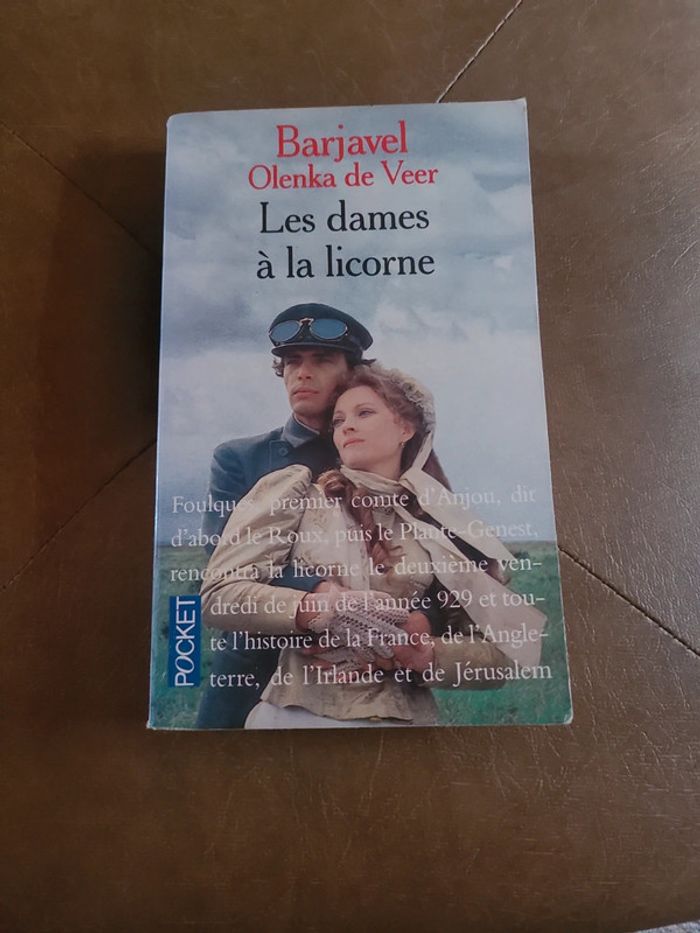 Barjavel
Olenka de Veer
Les dames
à la licorne
Foulques, premier comte d'Anjou, dit
d'abord le Roux, puis le Plante-Genest,
rencontra la licorne le deuxième ven-
dredi de juin de l'année 929 et tou-
te l'histoire de la France, de l'Angle-
terre, de l'Irlande et de Jérusalem
POCKET